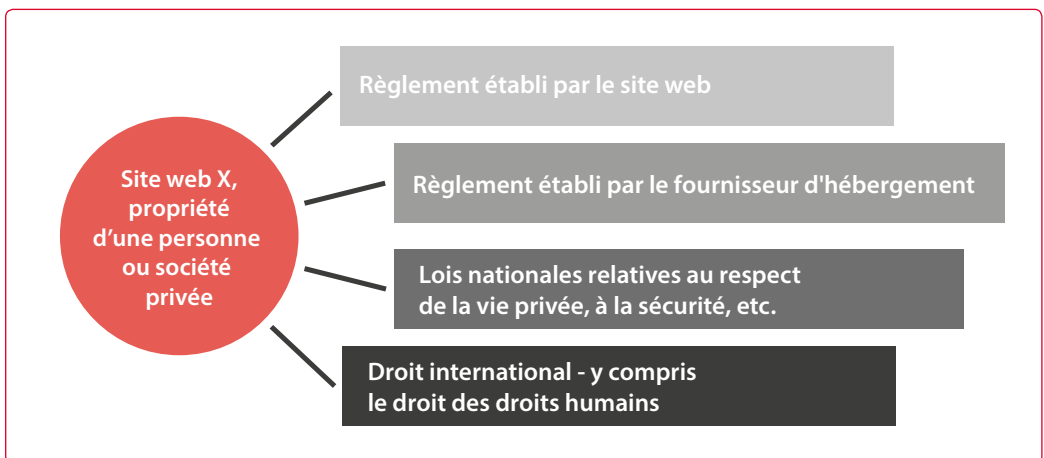 Règlement établi par le site web
Site web X,
propriété
d’une personne
ou société
privée
Règlement établi par le fournisseur d'hébergement
Lois nationales relatives au respect
de la vie privée, à la sécurité, etc.
Droit international - y compris
le droit des droits humains